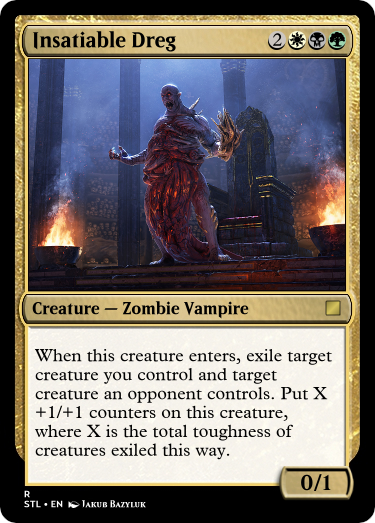 Insatiable Dreg 2
Creature — Zombie Vampire
When this creature enters, exile target
creature you control and target
creature an opponent controls. Put X
+1/+1 counters on this creature,
where X is the total toughness of
creatures exiled this way.
0/1
R
STL • EN Jakub Bazyluk